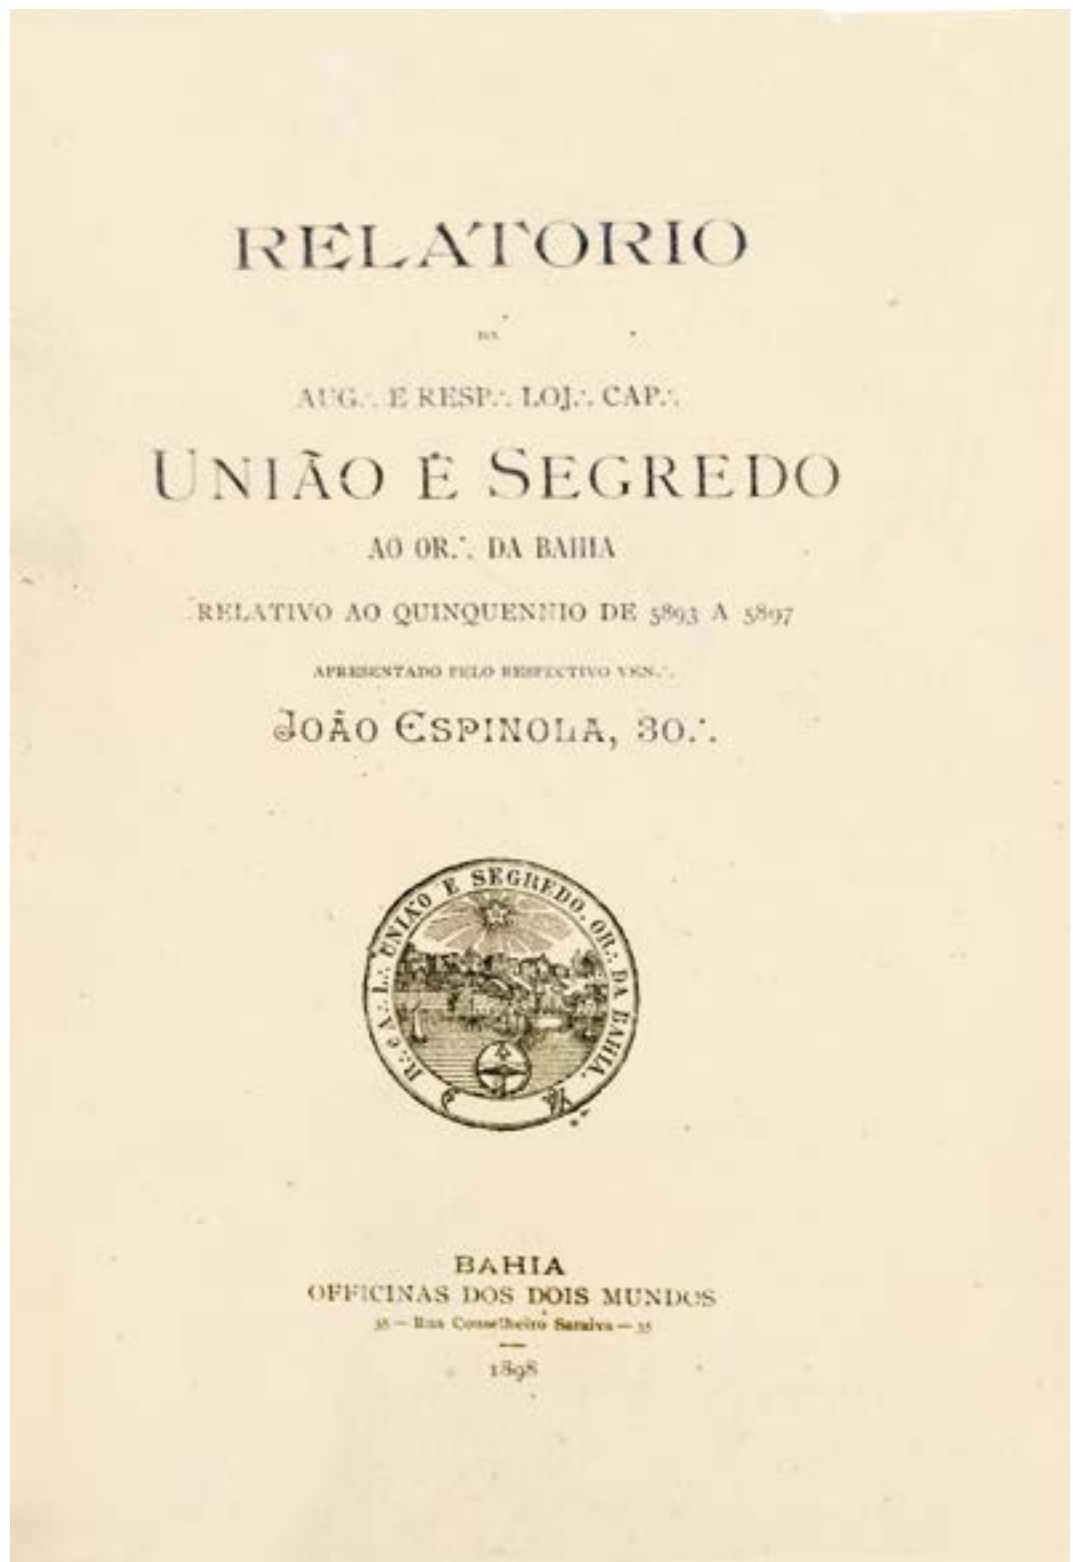 RELATORIO
DA
AUG.∴ E RESP.∴ LOJ.∴ CAP.∴
UNIÃO E SEGREDO
AO OR.∴ DA BAHIA
RELATIVO AO QUINQUENNIO DE 5893 A 5897
APRESENTADO PELO RESPECTIVO VEN.∴
JOÃO ESPINOLA, 30.∴
R.∴ e A.∴ L.∴ UNIÃO E SEGREDO, OR.∴ DA BAHIA.
BAHIA
OFFICINAS DOS DOIS MUNDOS
35 — Rua Conselheiro Saraiva — 35
1898